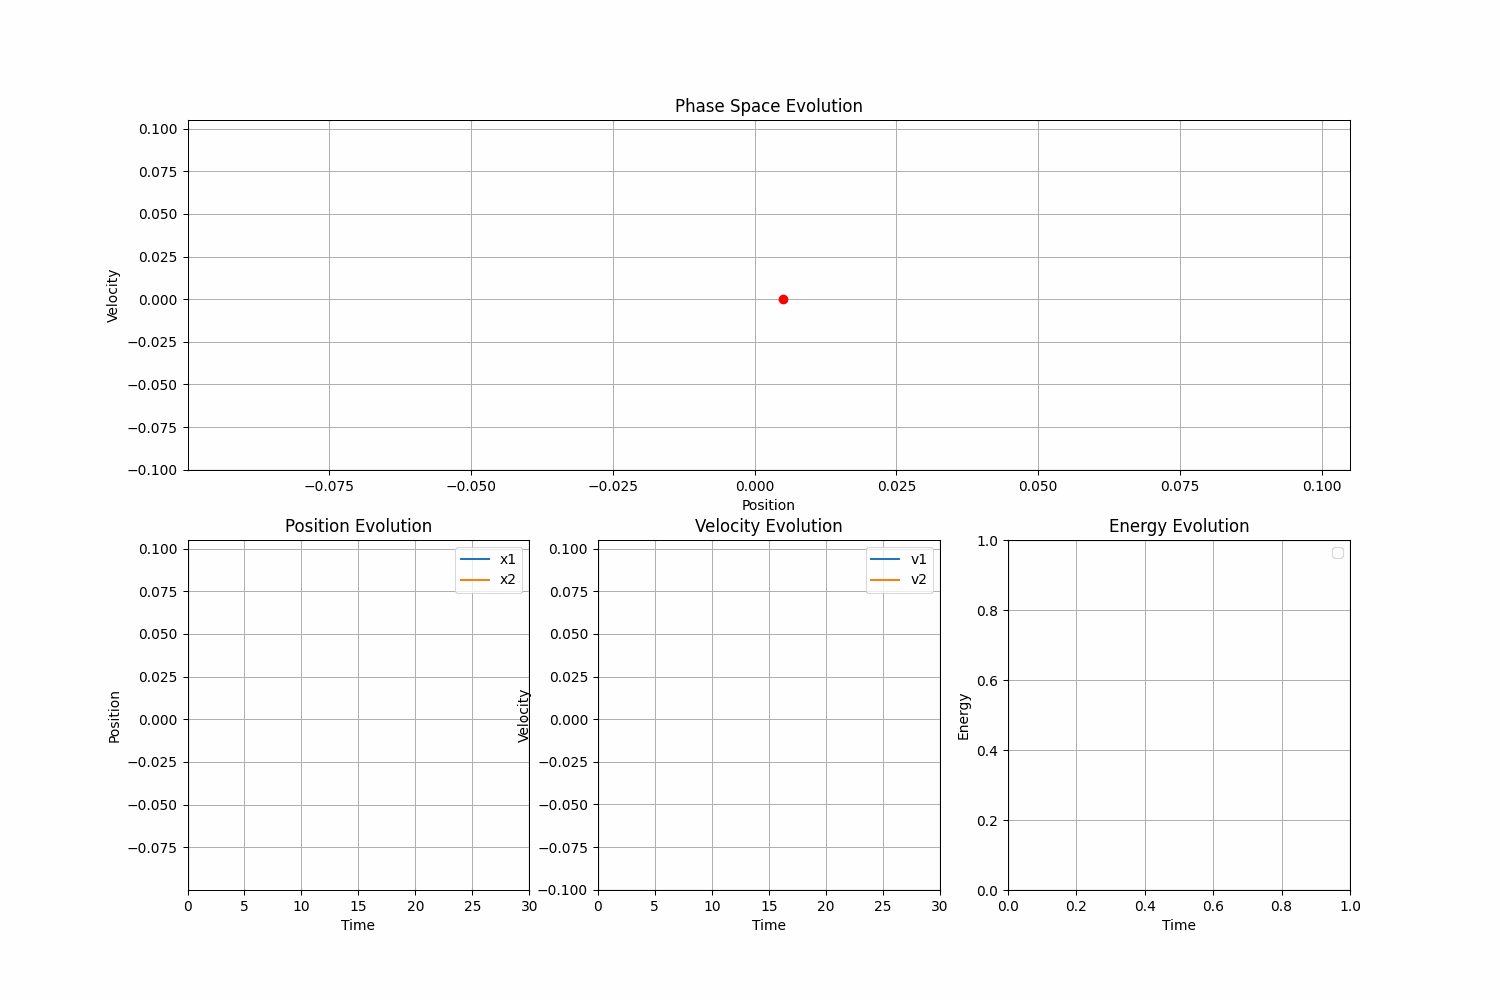 Phase Space Evolution
0.100
0.075
0.050
0.025
0.000
−0.025
−0.050
−0.075
−0.100
Velocity
−0.075 −0.050 −0.025 0.000 0.025 0.050 0.075 0.100
Position
Position Evolution
0.100
0.075
0.050
0.025
0.000
−0.025
−0.050
−0.075
Position
x1
x2
0 5 10 15 20 25 30
Time
Velocity Evolution
0.100
0.075
0.050
0.025
0.000
−0.025
−0.050
−0.075
−0.100
Velocity
v1
v2
0 5 10 15 20 25 30
Time
Energy Evolution
1.0
0.8
0.6
0.4
0.2
0.0
Energy
0.0 0.2 0.4 0.6 0.8 1.0
Time